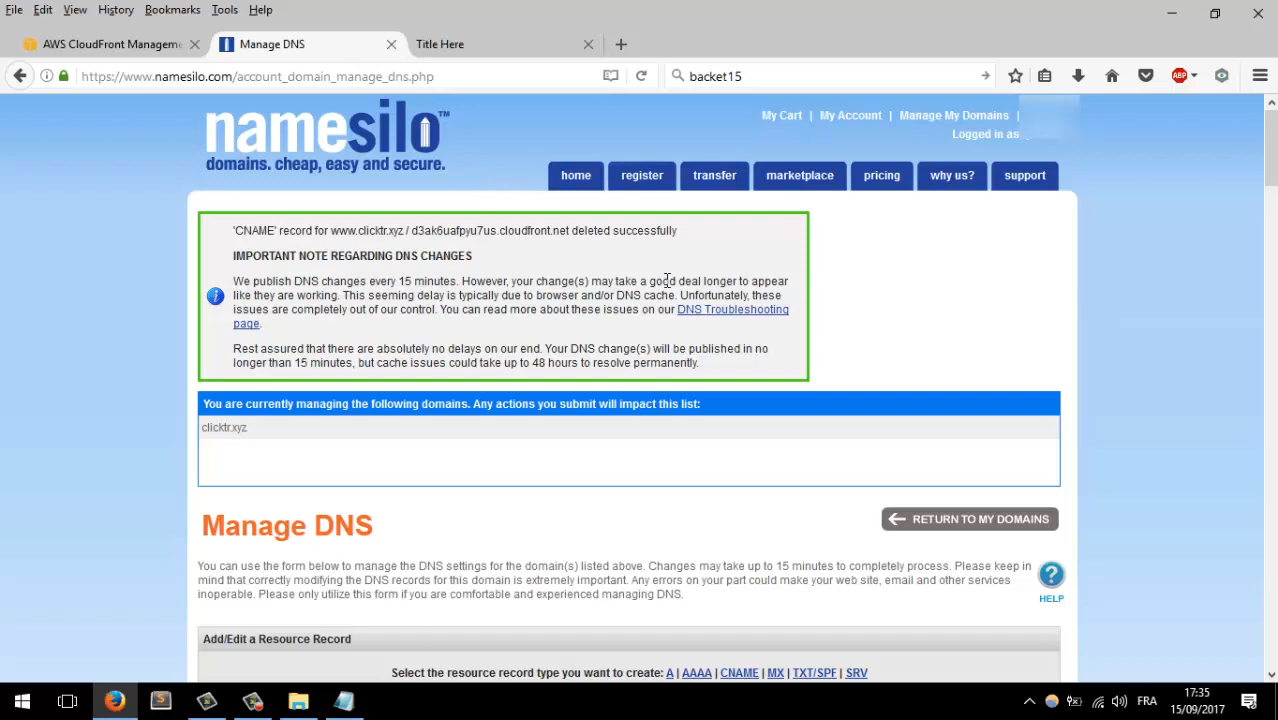 File Edit View History Bookmarks Tools Help
AWS CloudFront Managem
Manage DNS
Title Here
https://www.namesilo.com/account_domain_manage_dns.php
backet15
ABP
namesilo™
domains. cheap, easy and secure.
My Cart | My Account | Manage My Domains |
Logged in as
home register transfer marketplace pricing why us? support
'CNAME' record for www.clicktr.xyz / d3ak6uafpyu7us.cloudfront.net deleted successfully
IMPORTANT NOTE REGARDING DNS CHANGES
We publish DNS changes every 15 minutes. However, your change(s) may take a good deal longer to appear
like they are working. This seeming delay is typically due to browser and/or DNS cache. Unfortunately, these
issues are completely out of our control. You can read more about these issues on our DNS Troubleshooting
page.
Rest assured that there are absolutely no delays on our end. Your DNS change(s) will be published in no
longer than 15 minutes, but cache issues could take up to 48 hours to resolve permanently.
You are currently managing the following domains. Any actions you submit will impact this list:
clicktr.xyz
Manage DNS
RETURN TO MY DOMAINS
You can use the form below to manage the DNS settings for the domain(s) listed above. Changes may take up to 15 minutes to completely process. Please keep in
mind that correctly modifying the DNS records for this domain is extremely important. Any errors on your part could make your web site, email and other services
inoperable. Please only utilize this form if you are comfortable and experienced managing DNS.
HELP
Add/Edit a Resource Record
Select the resource record type you want to create: A | AAAA | CNAME | MX | TXT/SPF | SRV
FRA
17:35
15/09/2017